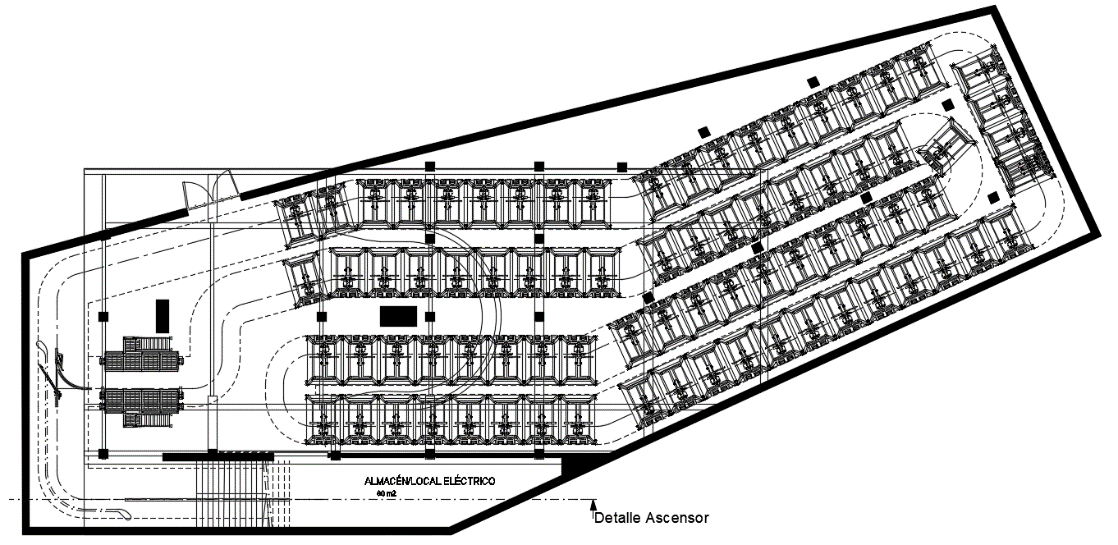 ALMACÉN/LOCAL ELÉCTRICO
60 m2
Detalle Ascensor